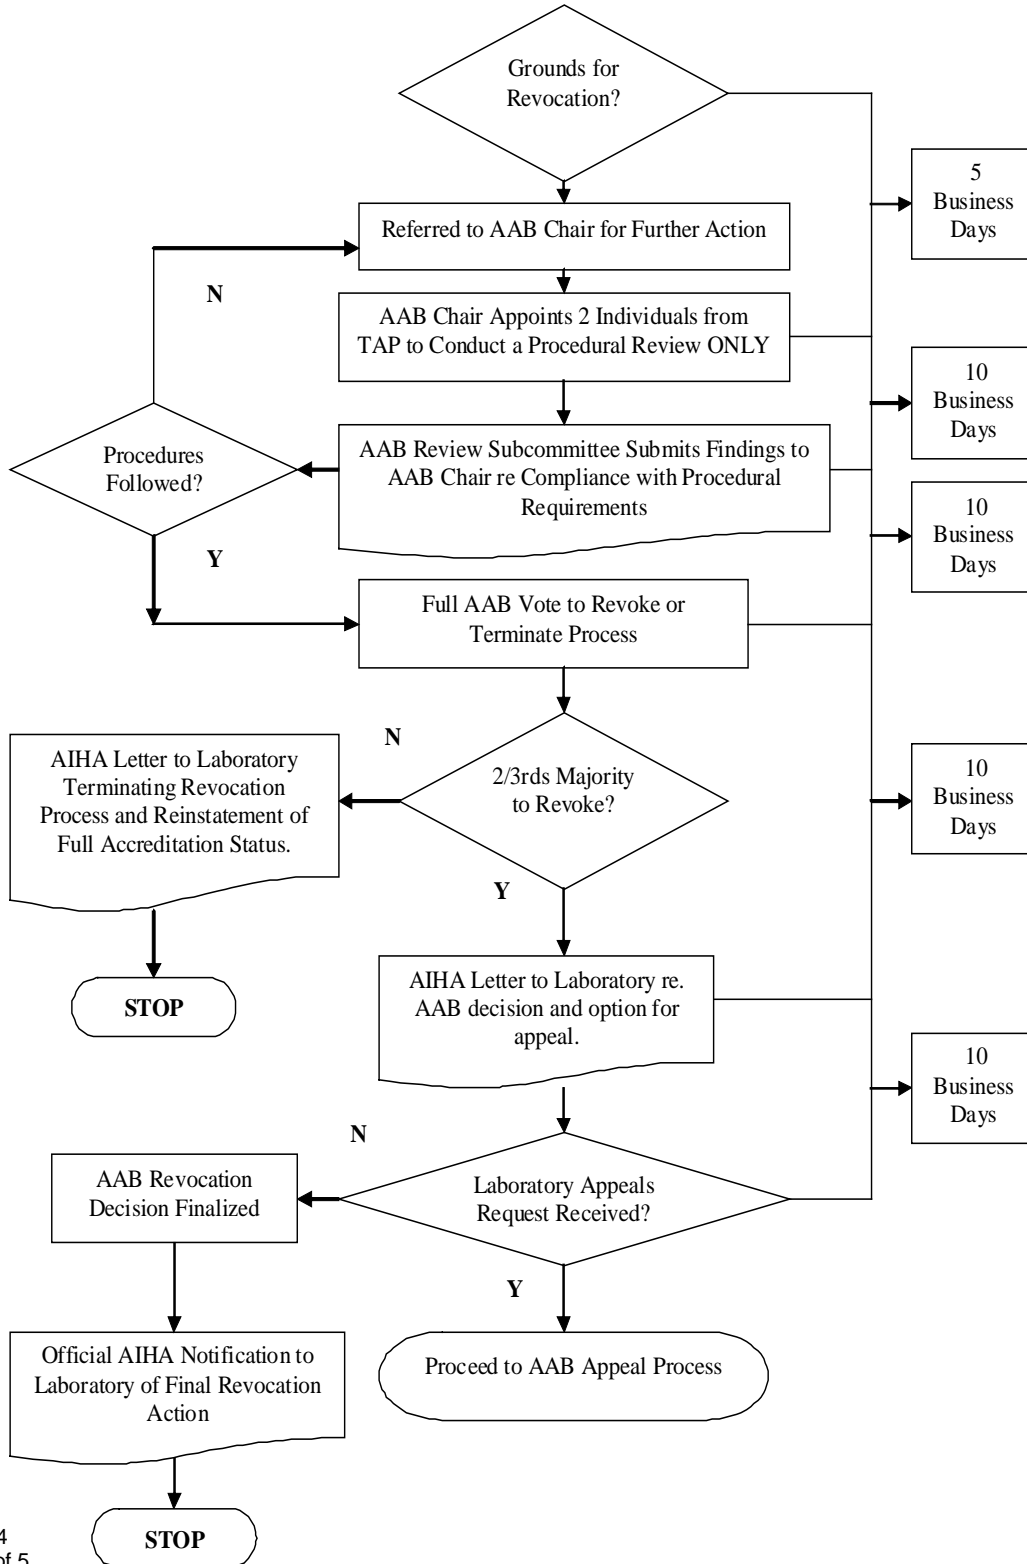 Grounds for
Revocation?
5
Business
Days
Referred to AAB Chair for Further Action
N
AAB Chair Appoints 2 Individuals from
TAP to Conduct a Procedural Review ONLY
10
Business
Days
Procedures
Followed?
AAB Review Subcommittee Submits Findings to
AAB Chair re Compliance with Procedural
Requirements
10
Business
Days
Y
Full AAB Vote to Revoke or
Terminate Process
N
AIHA Letter to Laboratory
Terminating Revocation
Process and Reinstatement of
Full Accreditation Status.
2/3rds Majority
to Revoke?
10
Business
Days
Y
STOP
AIHA Letter to Laboratory re.
AAB decision and option for
appeal.
10
Business
Days
N
AAB Revocation
Decision Finalized
Laboratory Appeals
Request Received?
Y
Official AIHA Notification to
Laboratory of Final Revocation
Action
Proceed to AAB Appeal Process
STOP
4
of 5